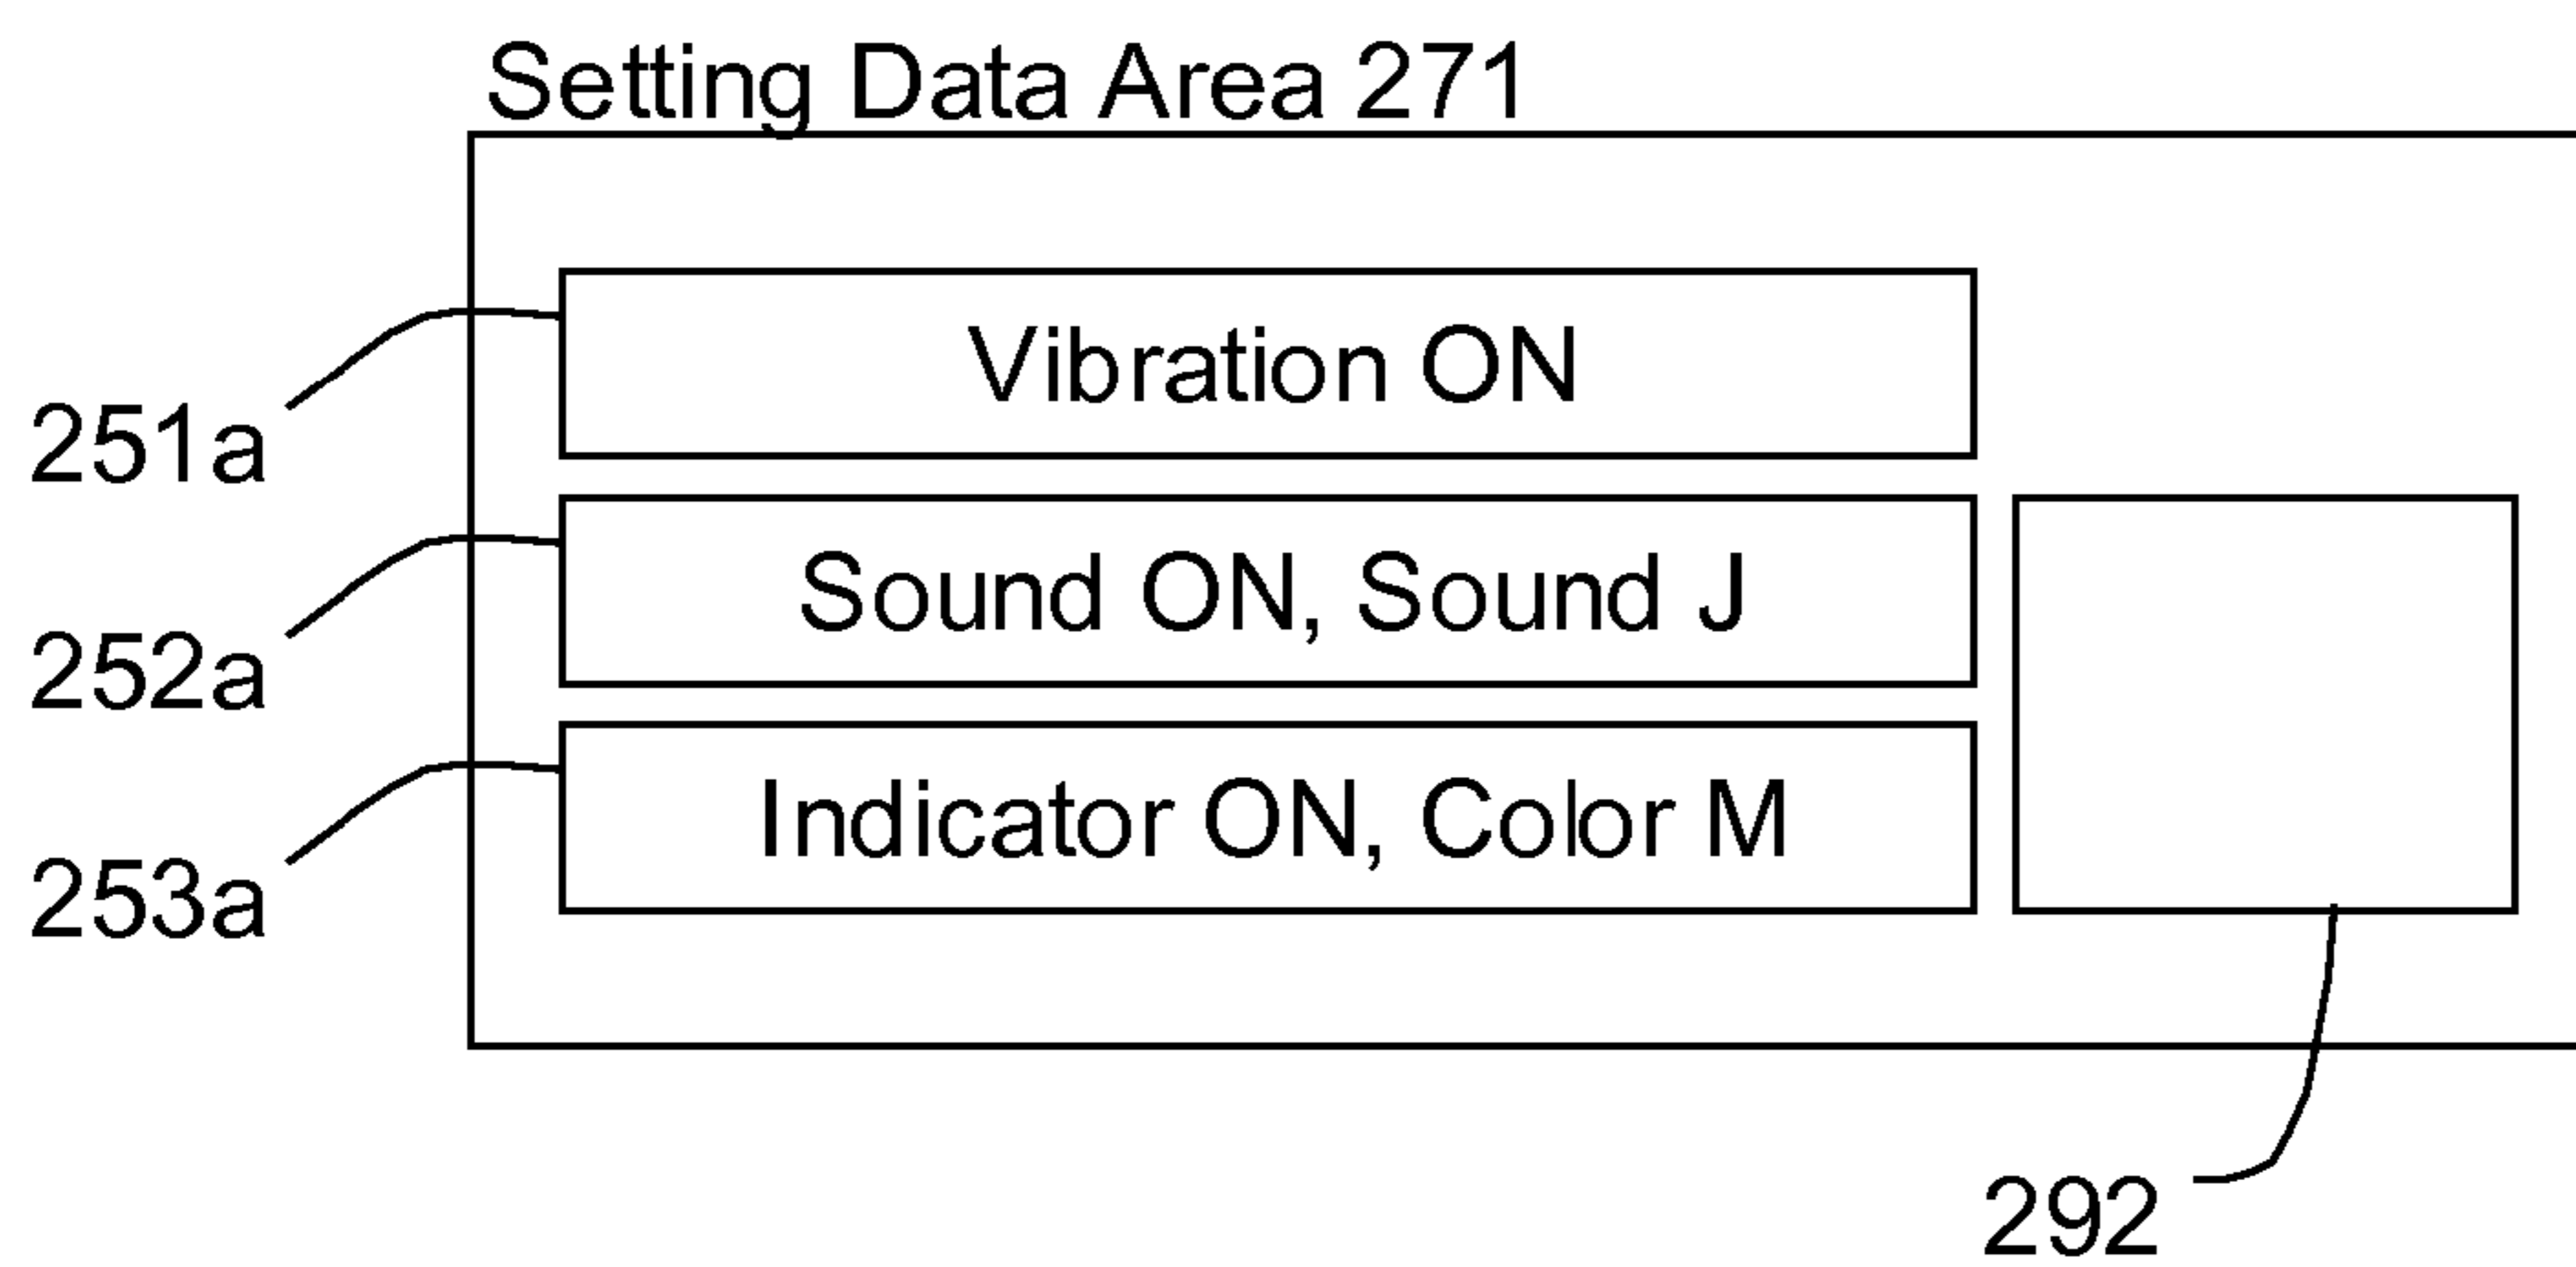 Setting Data Area 271
Vibration ON
251a
Sound ON, Sound J
252a
Indicator ON, Color M
253a
292